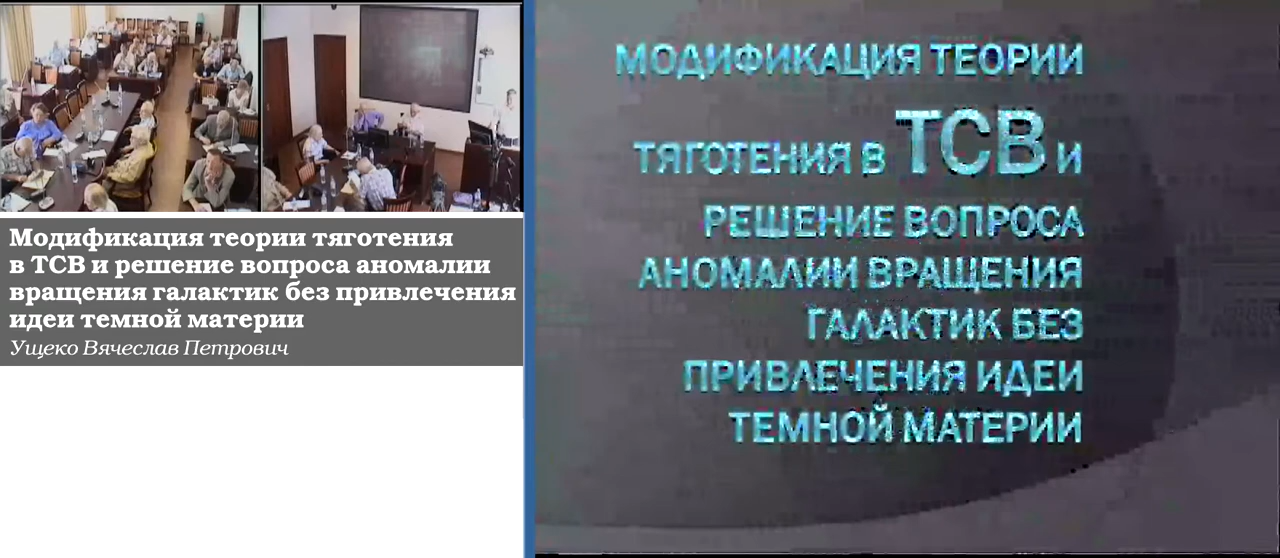 Модификация теории тяготения
в ТСВ и решение вопроса аномалии
вращения галактик без привлечения
идеи темной материи
Ущеко Вячеслав Петрович
МОДИФИКАЦИЯ ТЕОРИИ
ТЯГОТЕНИЯ В ТСВ И
РЕШЕНИЕ ВОПРОСА
АНОМАЛИИ ВРАЩЕНИЯ
ГАЛАКТИК БЕЗ
ПРИВЛЕЧЕНИЯ ИДЕИ
ТЕМНОЙ МАТЕРИИ